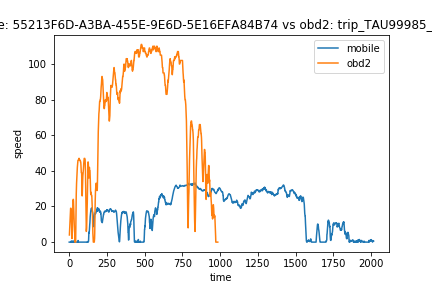 e: 55213F6D-A3BA-455E-9E6D-5E16EFA84B74 vs obd2: trip_TAU99985_
mobile
obd2
speed
100
80
60
40
20
0
0 250 500 750 1000 1250 1500 1750 2000
time